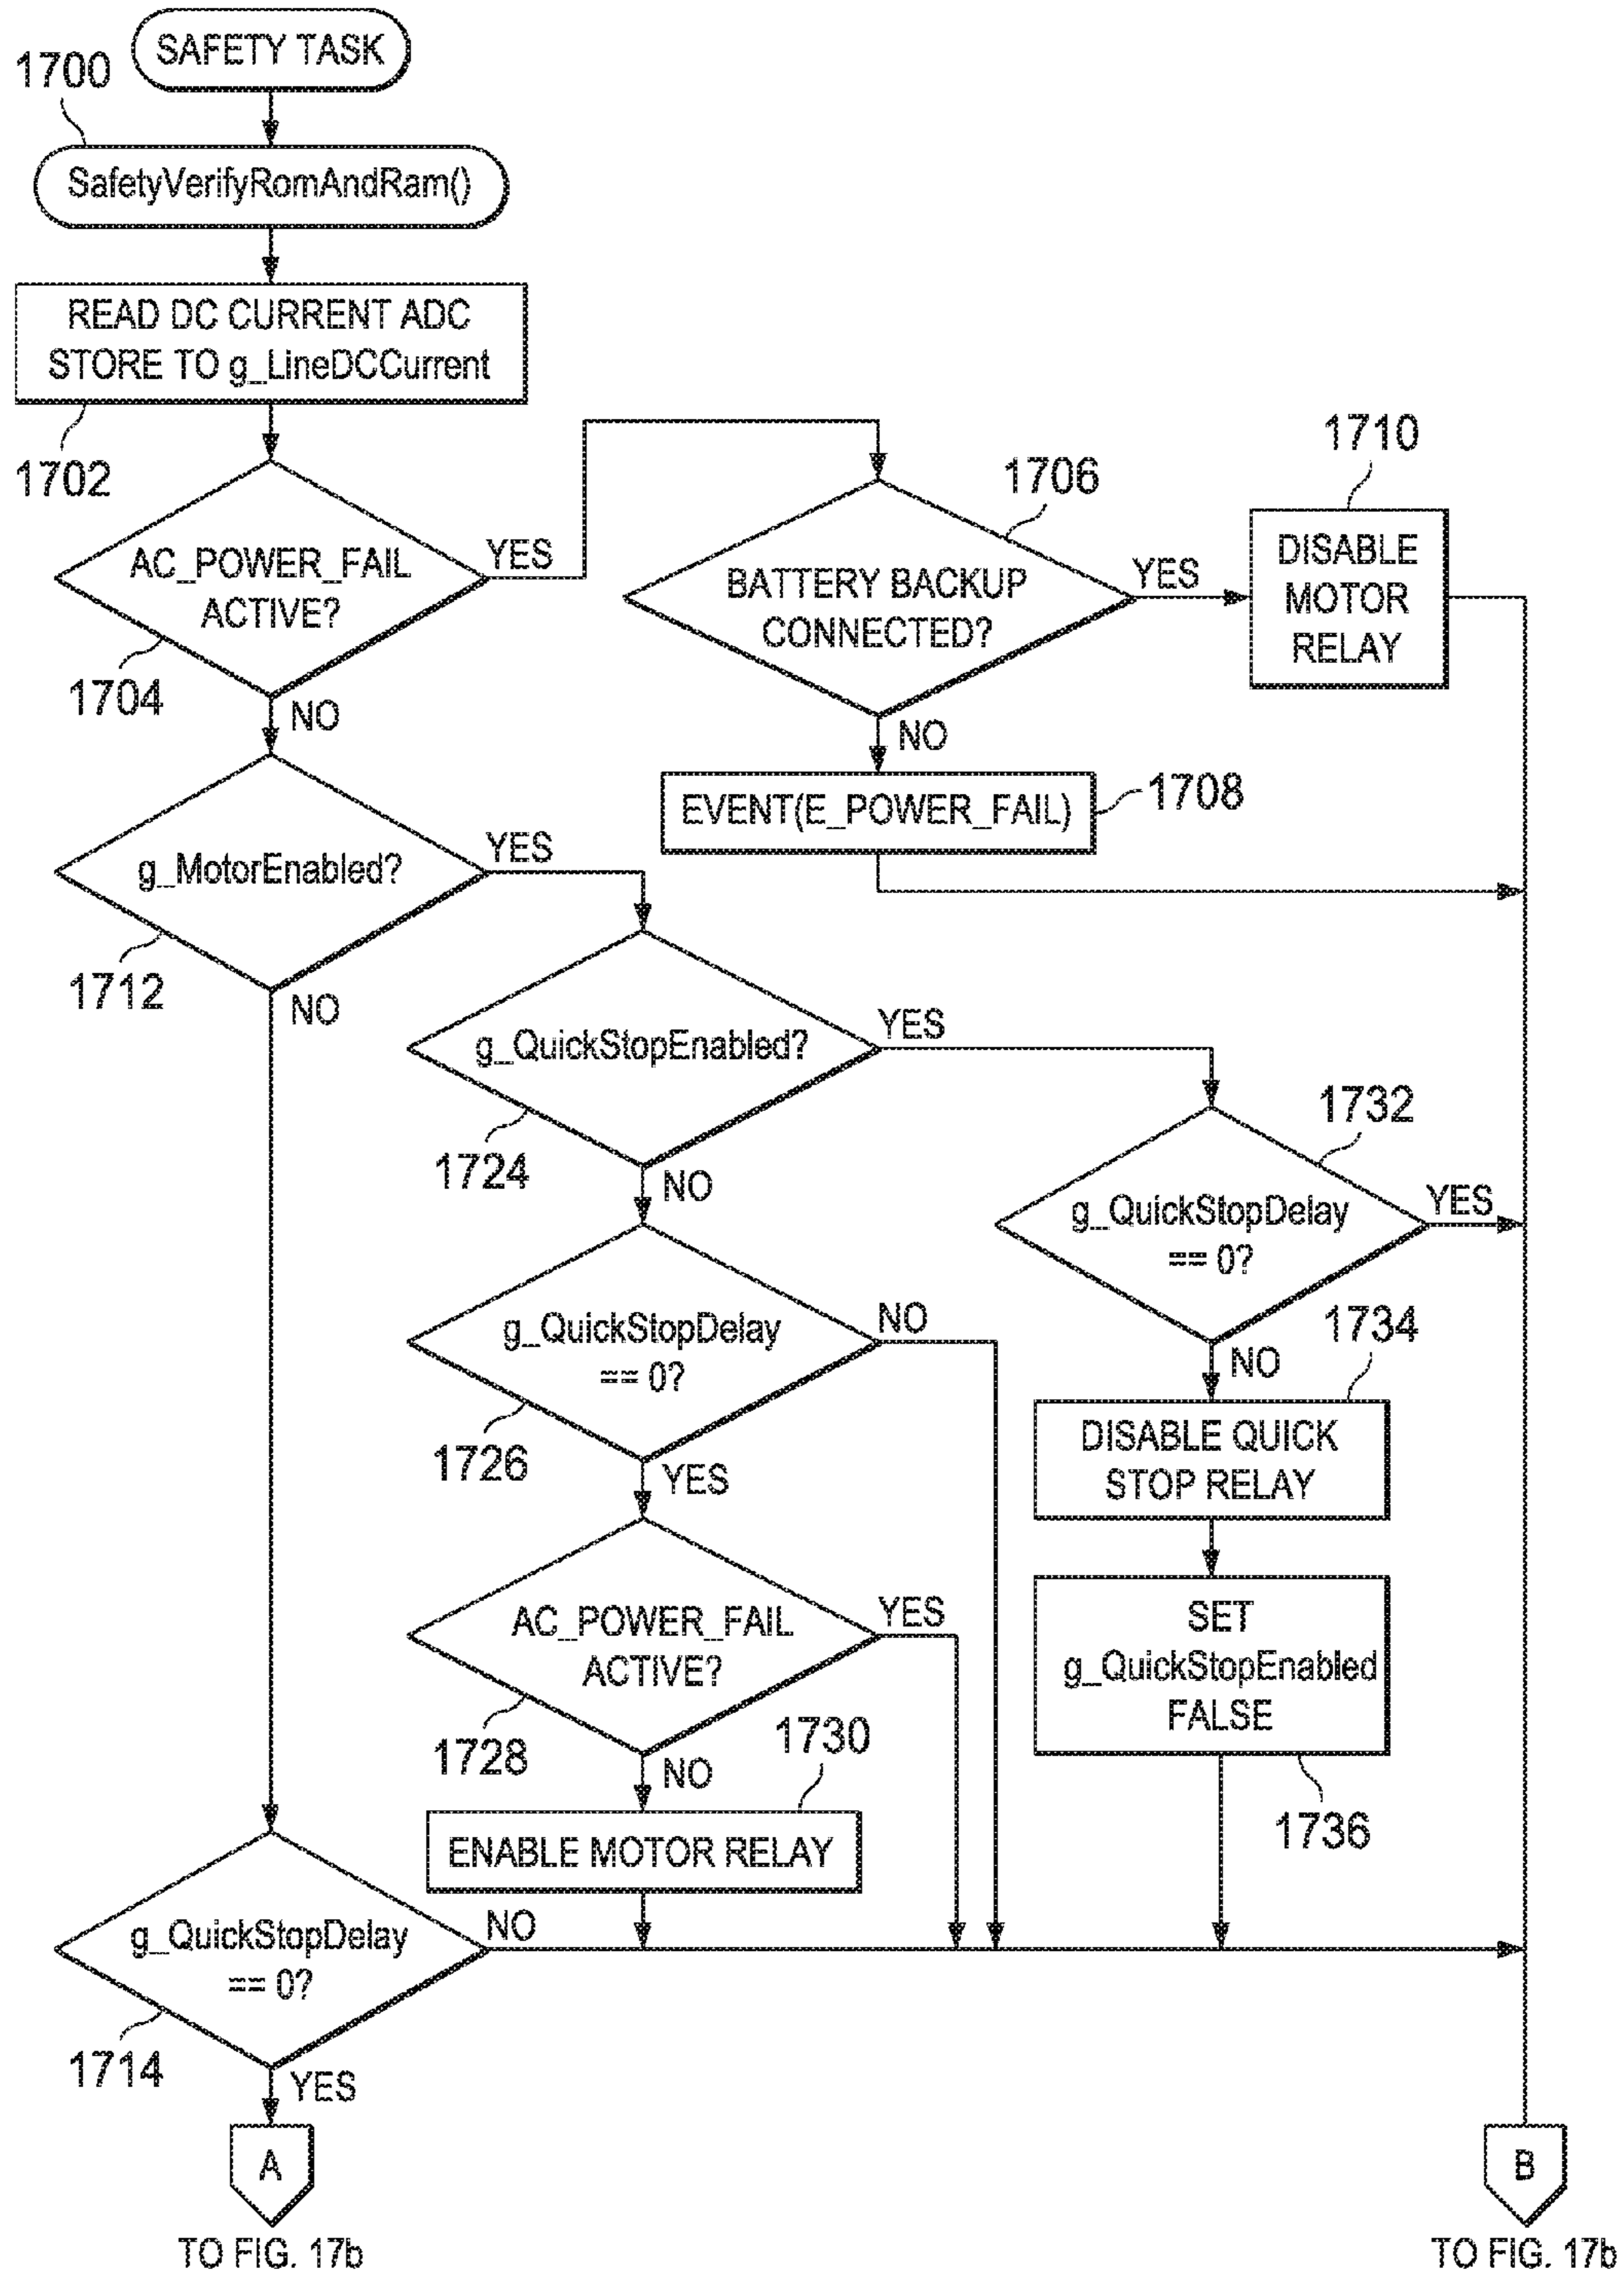 SAFETY TASK
1700
SafetyVerifyRomAndRam()
READ DC CURRENT ADC
STORE TO g_LineDCCurrent
1702
AC_POWER_FAIL
ACTIVE?
YES
1704
NO
1706
BATTERY BACKUP
CONNECTED?
YES
NO
1710
DISABLE
MOTOR
RELAY
EVENT(E_POWER_FAIL)
1708
g_MotorEnabled?
YES
1712
NO
g_QuickStopEnabled?
YES
1724
NO
1732
g_QuickStopDelay
== 0?
YES
NO
g_QuickStopDelay
== 0?
NO
1726
YES
1734
DISABLE QUICK
STOP RELAY
AC_POWER_FAIL
ACTIVE?
YES
1728
NO
SET
g_QuickStopEnabled
FALSE
1736
1730
ENABLE MOTOR RELAY
g_QuickStopDelay
== 0?
NO
1714
YES
A
TO FIG. 17b
B
TO FIG. 17b